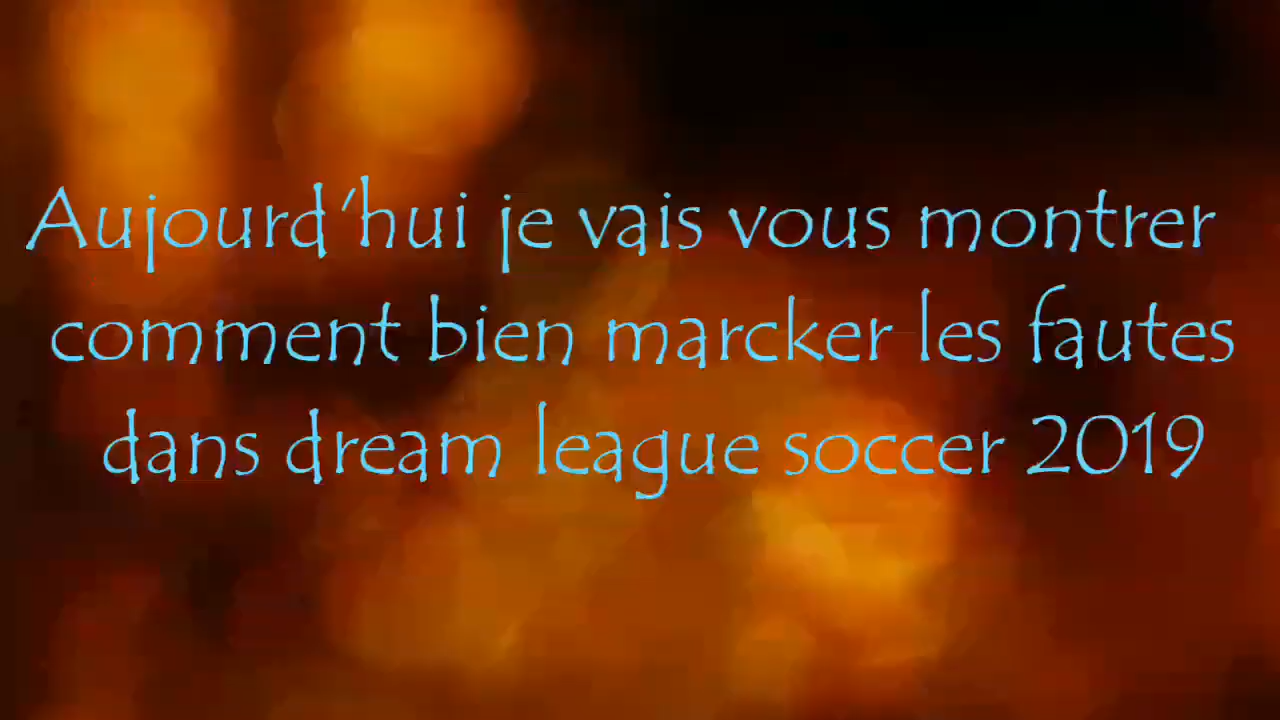 Aujourd'hui je vais vous montrer
comment bien marcker les fautes
dans dream league soccer 2019